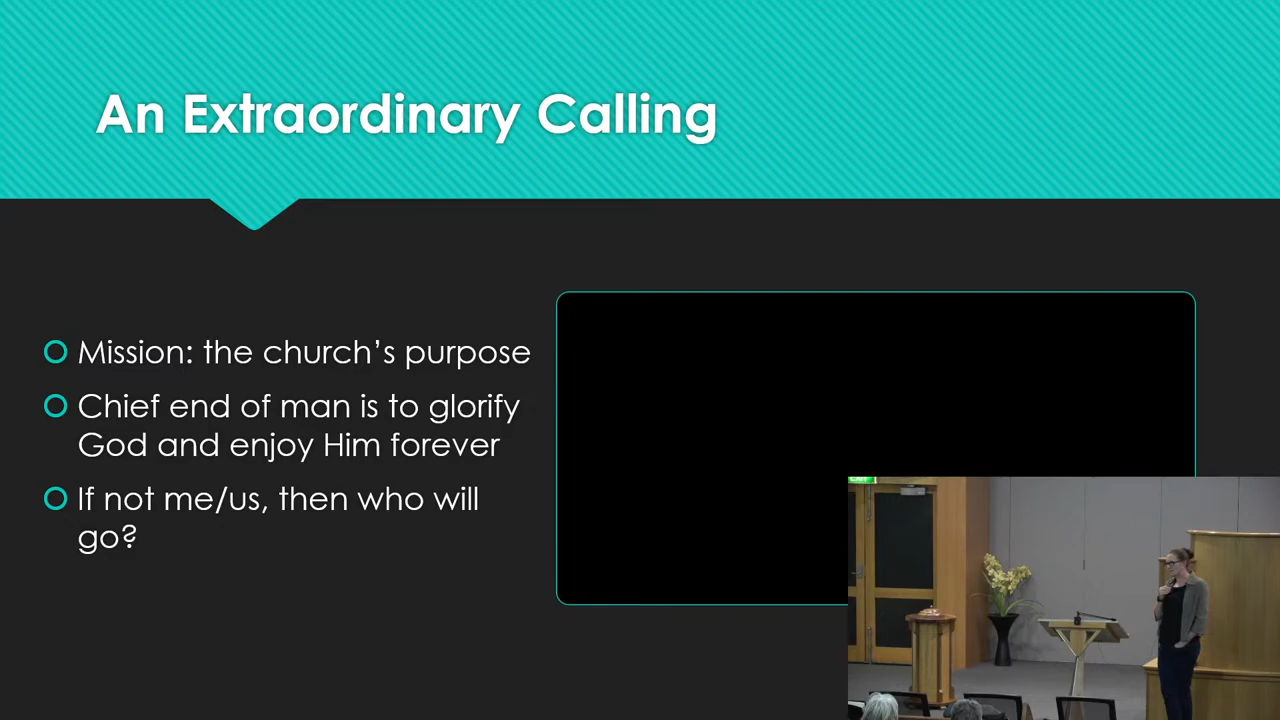 An Extraordinary Calling
Mission: the church’s purpose
Chief end of man is to glorify
God and enjoy Him forever
If not me/us, then who will
go?
EXIT